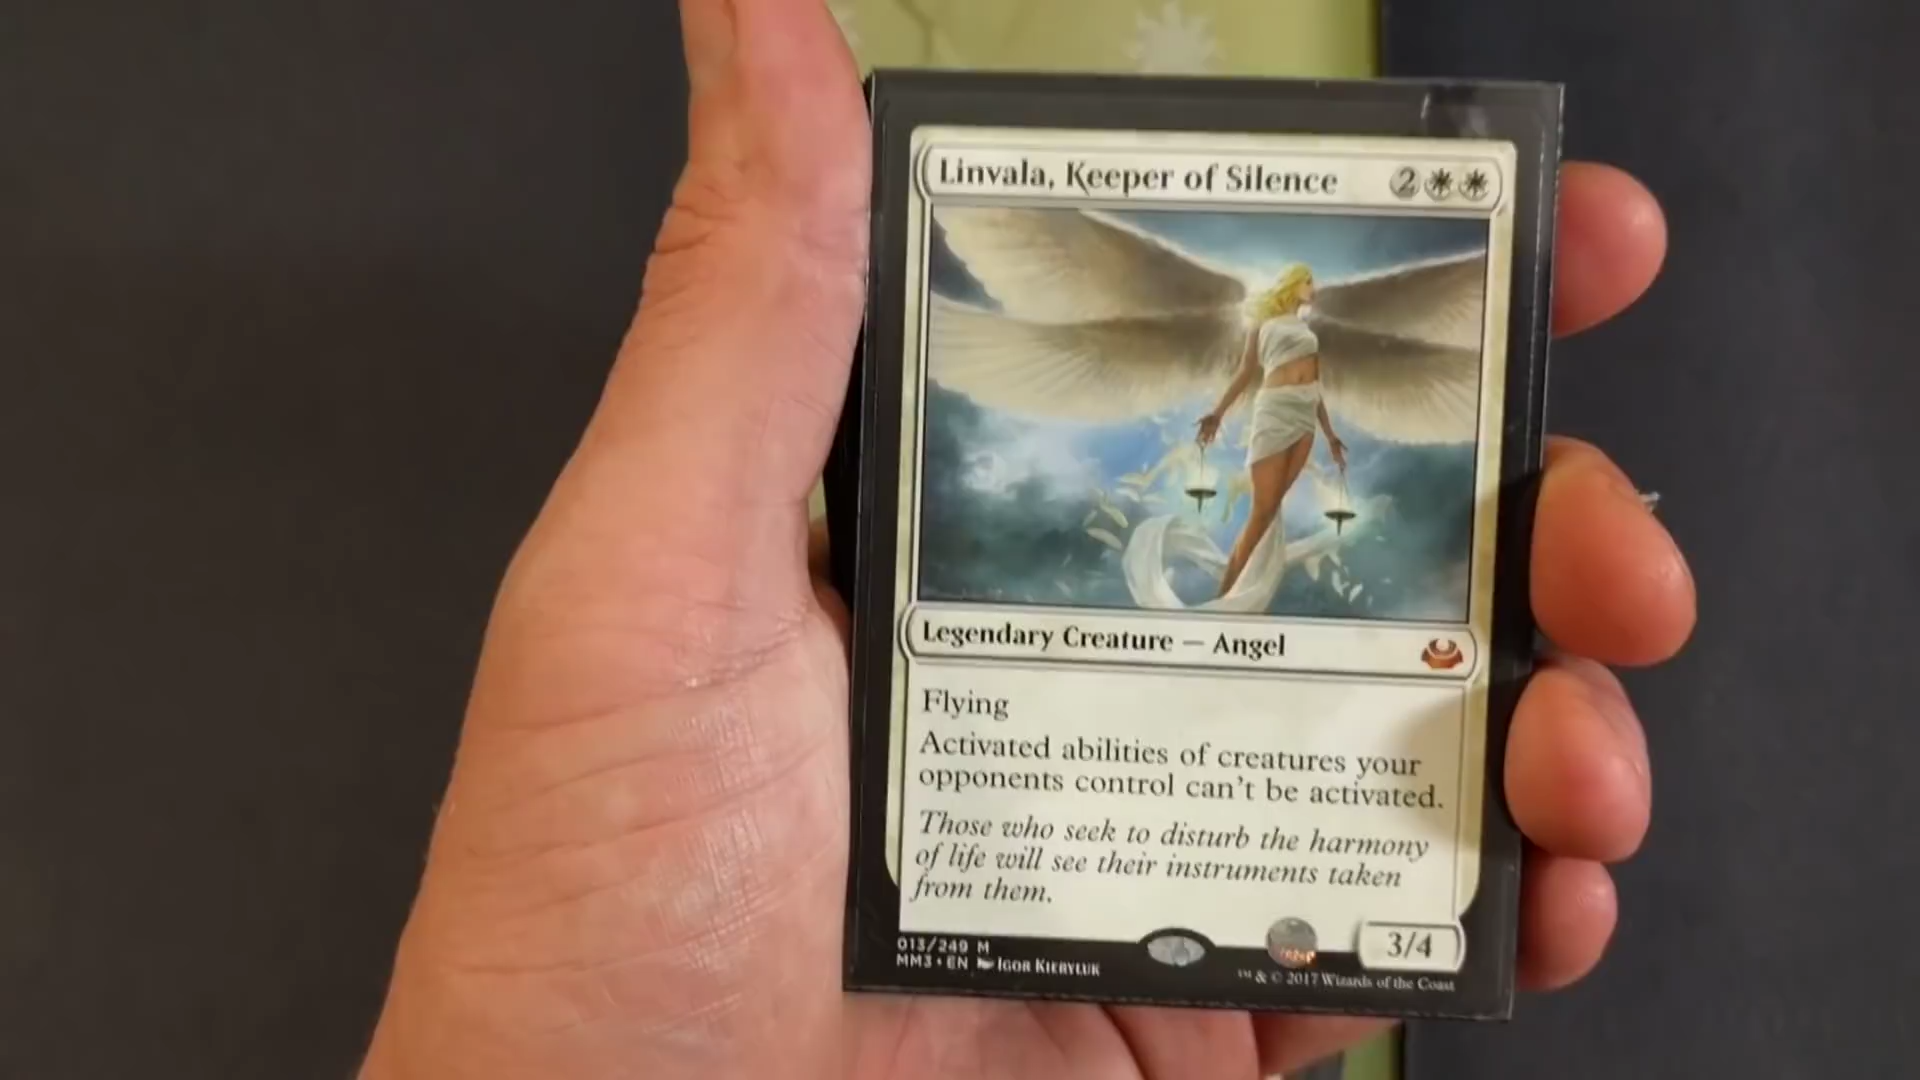 Linvala, Keeper of Silence 2
Legendary Creature — Angel
Flying
Activated abilities of creatures your
opponents control can't be activated.
Those who seek to disturb the harmony
of life will see their instruments taken
from them.
3/4
013/249 M
MM3 • EN Igor Kieryluk
™ & © 2017 Wizards of the Coast